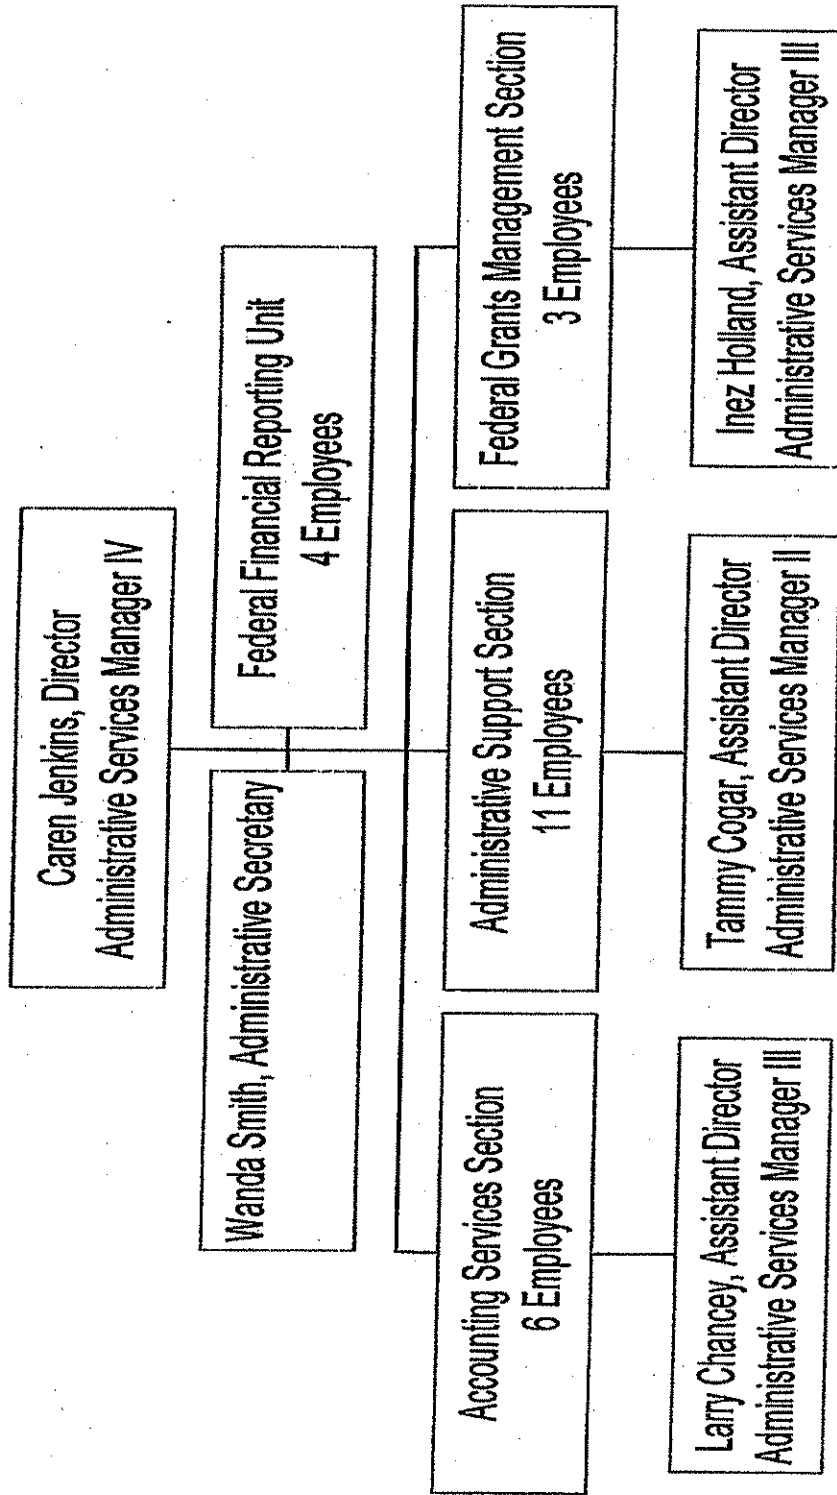 Caren Jenkins, Director
Administrative Services Manager IV
Wanda Smith, Administrative Secretary
Federal Financial Reporting Unit
4 Employees
Accounting Services Section
6 Employees
Administrative Support Section
11 Employees
Federal Grants Management Section
3 Employees
Larry Chancey, Assistant Director
Administrative Services Manager III
Tammy Cogar, Assistant Director
Administrative Services Manager II
Inez Holland, Assistant Director
Administrative Services Manager III